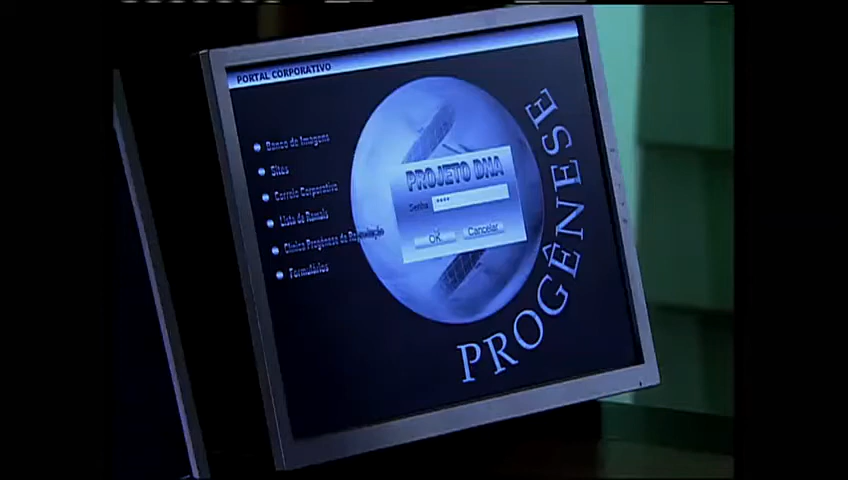 PORTAL CORPORATIVO
Banco de Imagens
Sites
Correio Corporativo
Lista de Ramais
Clínica Progênese de Reprodução
Formulários
PROJETO DNA
Senha ****
OK Cancelar
PROGÊNESE